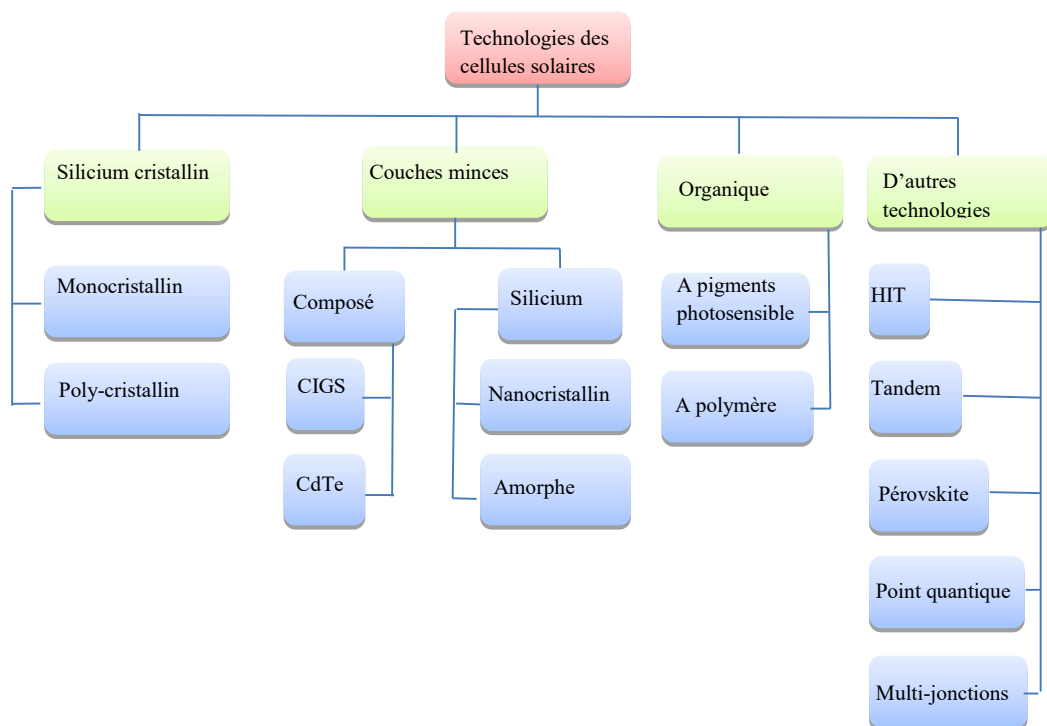 Technologies des
cellules solaires
Silicium cristallin
Couches minces
Organique
D'autres
technologies
Monocristallin
Poly-cristallin
Composé
CIGS
CdTe
Silicium
Nanocristallin
Amorphe
A pigments
photosensible
A polymère
HIT
Tandem
Pérovskite
Point quantique
Multi-jonctions